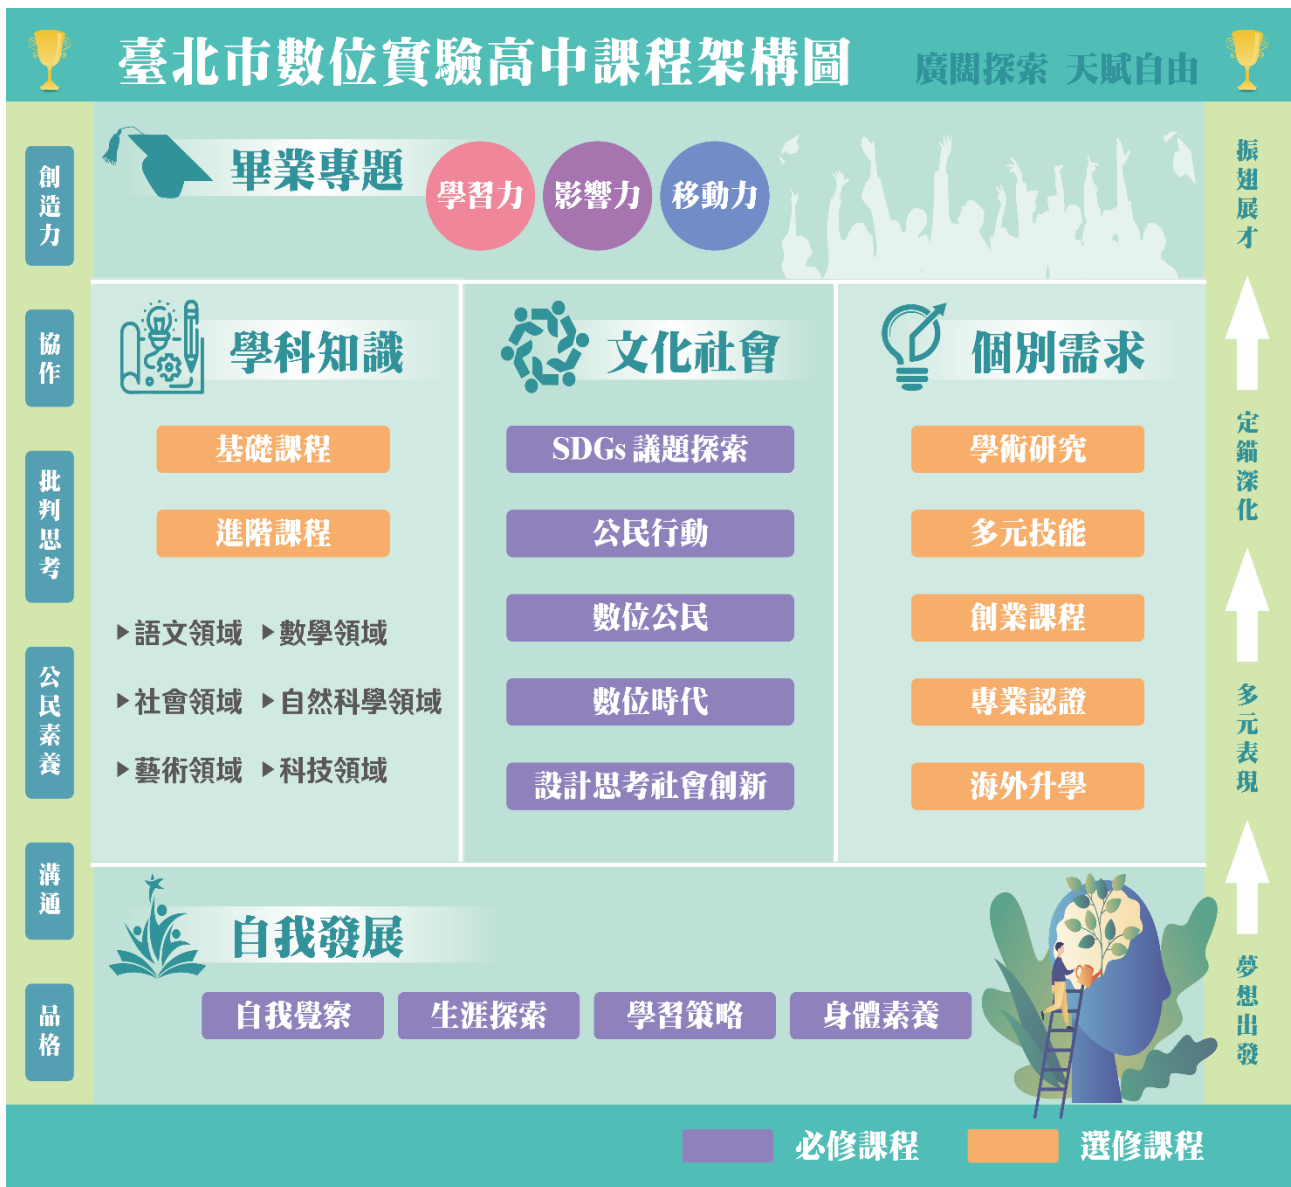 臺北市數位實驗高中課程架構圖
廣闊探索 天賦自由
創造力
協作
批判思考
公民素養
溝通
品格
畢業專題
學習力
影響力
移動力
學科知識
基礎課程
進階課程
▶語文領域 ▶數學領域
▶社會領域 ▶自然科學領域
▶藝術領域 ▶科技領域
文化社會
SDGs 議題探索
公民行動
數位公民
數位時代
設計思考社會創新
個別需求
學術研究
多元技能
創業課程
專業認證
海外升學
自我發展
自我覺察
生涯探索
學習策略
身體素養
振翅展才
定錨深化
多元表現
夢想出發
必修課程
選修課程